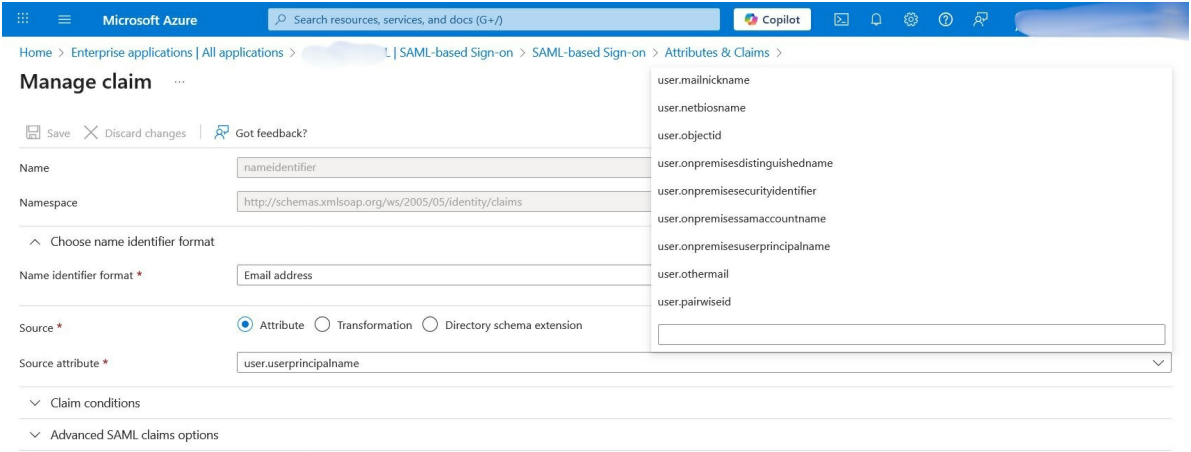 Microsoft Azure
Search resources, services, and docs (G+/)
Copilot
Home > Enterprise applications | All applications > | SAML-based Sign-on > SAML-based Sign-on > Attributes & Claims >
Manage claim ...
Save Discard changes Got feedback?
Name nameidentifier
Namespace http://schemas.xmlsoap.org/ws/2005/05/identity/claims
Choose name identifier format
Name identifier format * Email address
Source * Attribute Transformation Directory schema extension
Source attribute * user.userprincipalname
Claim conditions
Advanced SAML claims options
user.mailnickname
user.netbiosname
user.objectid
user.onpremisesdistinguishedname
user.onpremisesecurityidentifier
user.onpremisessamaccountname
user.onpremisesuserprincipalname
user.othermail
user.pairwiseid